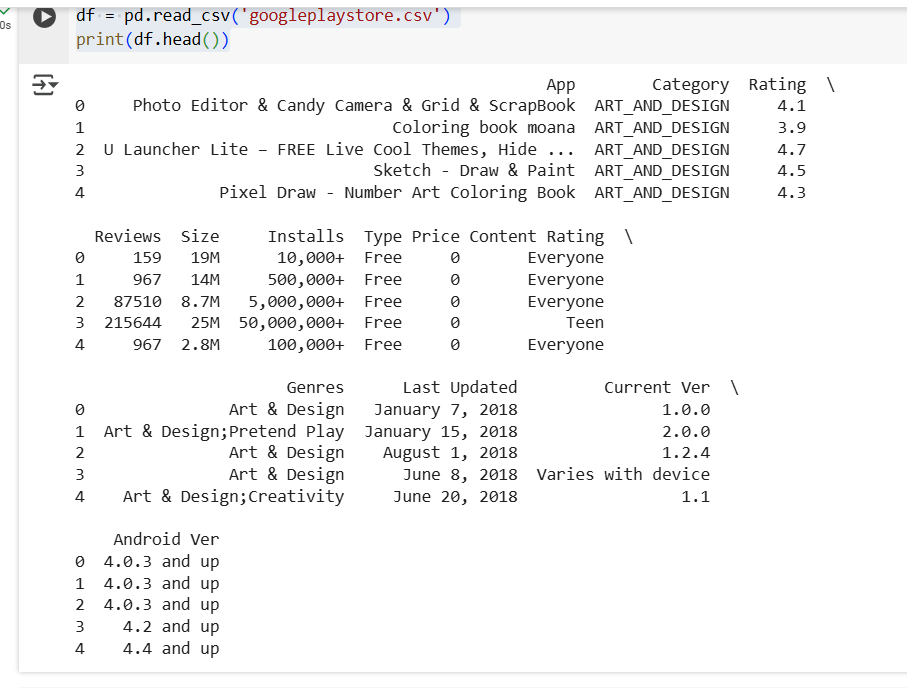 0s
df = pd.read_csv('googleplaystore.csv')
print(df.head())
App Category Rating \
0 Photo Editor & Candy Camera & Grid & ScrapBook ART_AND_DESIGN 4.1
1 Coloring book moana ART_AND_DESIGN 3.9
2 U Launcher Lite – FREE Live Cool Themes, Hide ... ART_AND_DESIGN 4.7
3 Sketch - Draw & Paint ART_AND_DESIGN 4.5
4 Pixel Draw - Number Art Coloring Book ART_AND_DESIGN 4.3
Reviews Size Installs Type Price Content Rating \
0 159 19M 10,000+ Free 0 Everyone
1 967 14M 500,000+ Free 0 Everyone
2 87510 8.7M 5,000,000+ Free 0 Everyone
3 215644 25M 50,000,000+ Free 0 Teen
4 967 2.8M 100,000+ Free 0 Everyone
Genres Last Updated Current Ver \
0 Art & Design January 7, 2018 1.0.0
1 Art & Design;Pretend Play January 15, 2018 2.0.0
2 Art & Design August 1, 2018 1.2.4
3 Art & Design June 8, 2018 Varies with device
4 Art & Design;Creativity June 20, 2018 1.1
Android Ver
0 4.0.3 and up
1 4.0.3 and up
2 4.0.3 and up
3 4.2 and up
4 4.4 and up